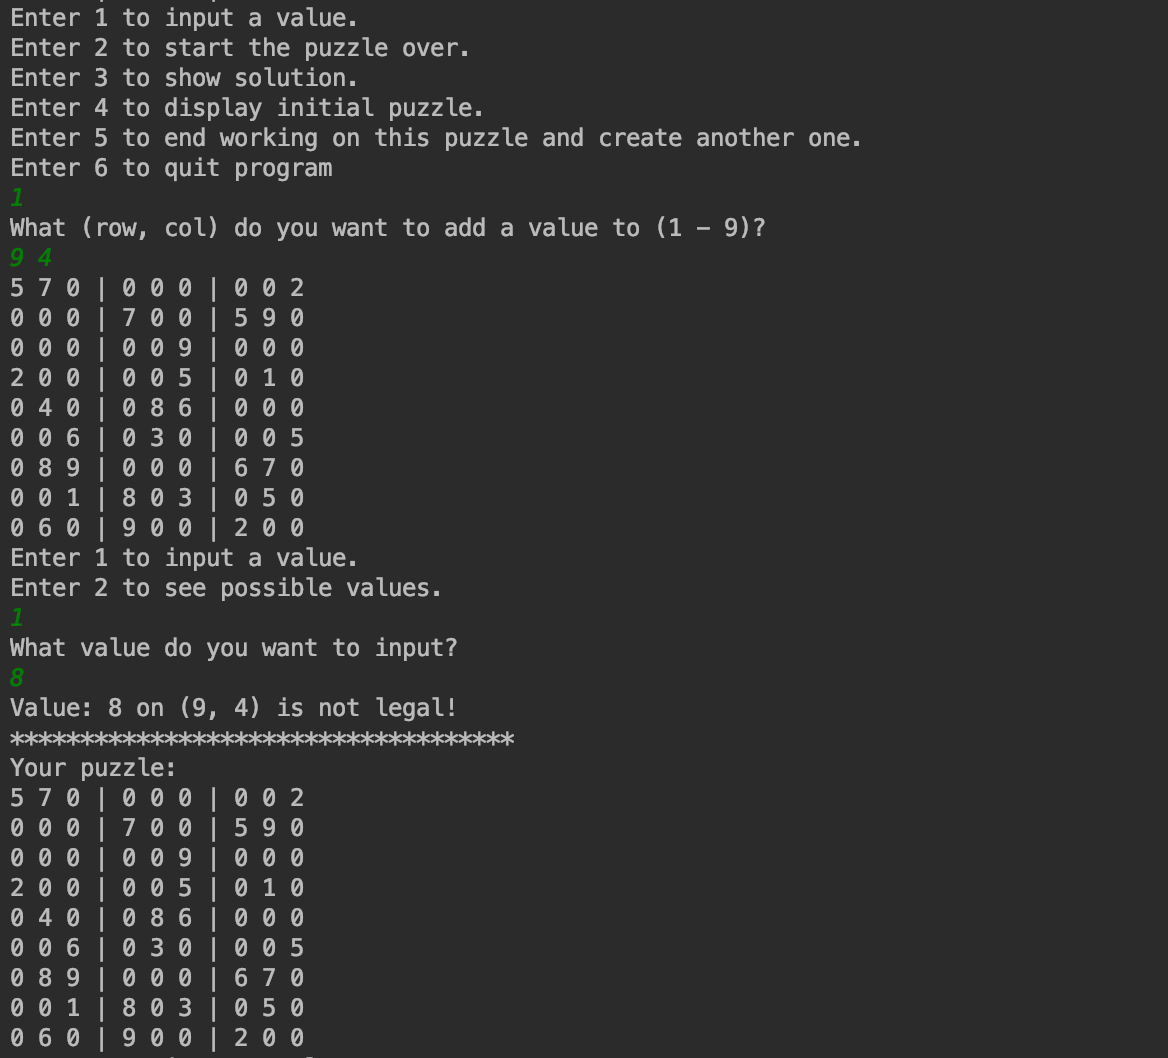 Enter 1 to input a value.
Enter 2 to start the puzzle over.
Enter 3 to show solution.
Enter 4 to display initial puzzle.
Enter 5 to end working on this puzzle and create another one.
Enter 6 to quit program
1
What (row, col) do you want to add a value to (1 - 9)?
9 4
5 7 0 | 0 0 0 | 0 0 2
0 0 0 | 7 0 0 | 5 9 0
0 0 0 | 0 0 9 | 0 0 0
2 0 0 | 0 0 5 | 0 1 0
0 4 0 | 0 8 6 | 0 0 0
0 0 6 | 0 3 0 | 0 0 5
0 8 9 | 0 0 0 | 6 7 0
0 0 1 | 8 0 3 | 0 5 0
0 6 0 | 9 0 0 | 2 0 0
Enter 1 to input a value.
Enter 2 to see possible values.
1
What value do you want to input?
8
Value: 8 on (9, 4) is not legal!
************************************
Your puzzle:
5 7 0 | 0 0 0 | 0 0 2
0 0 0 | 7 0 0 | 5 9 0
0 0 0 | 0 0 9 | 0 0 0
2 0 0 | 0 0 5 | 0 1 0
0 4 0 | 0 8 6 | 0 0 0
0 0 6 | 0 3 0 | 0 0 5
0 8 9 | 0 0 0 | 6 7 0
0 0 1 | 8 0 3 | 0 5 0
0 6 0 | 9 0 0 | 2 0 0